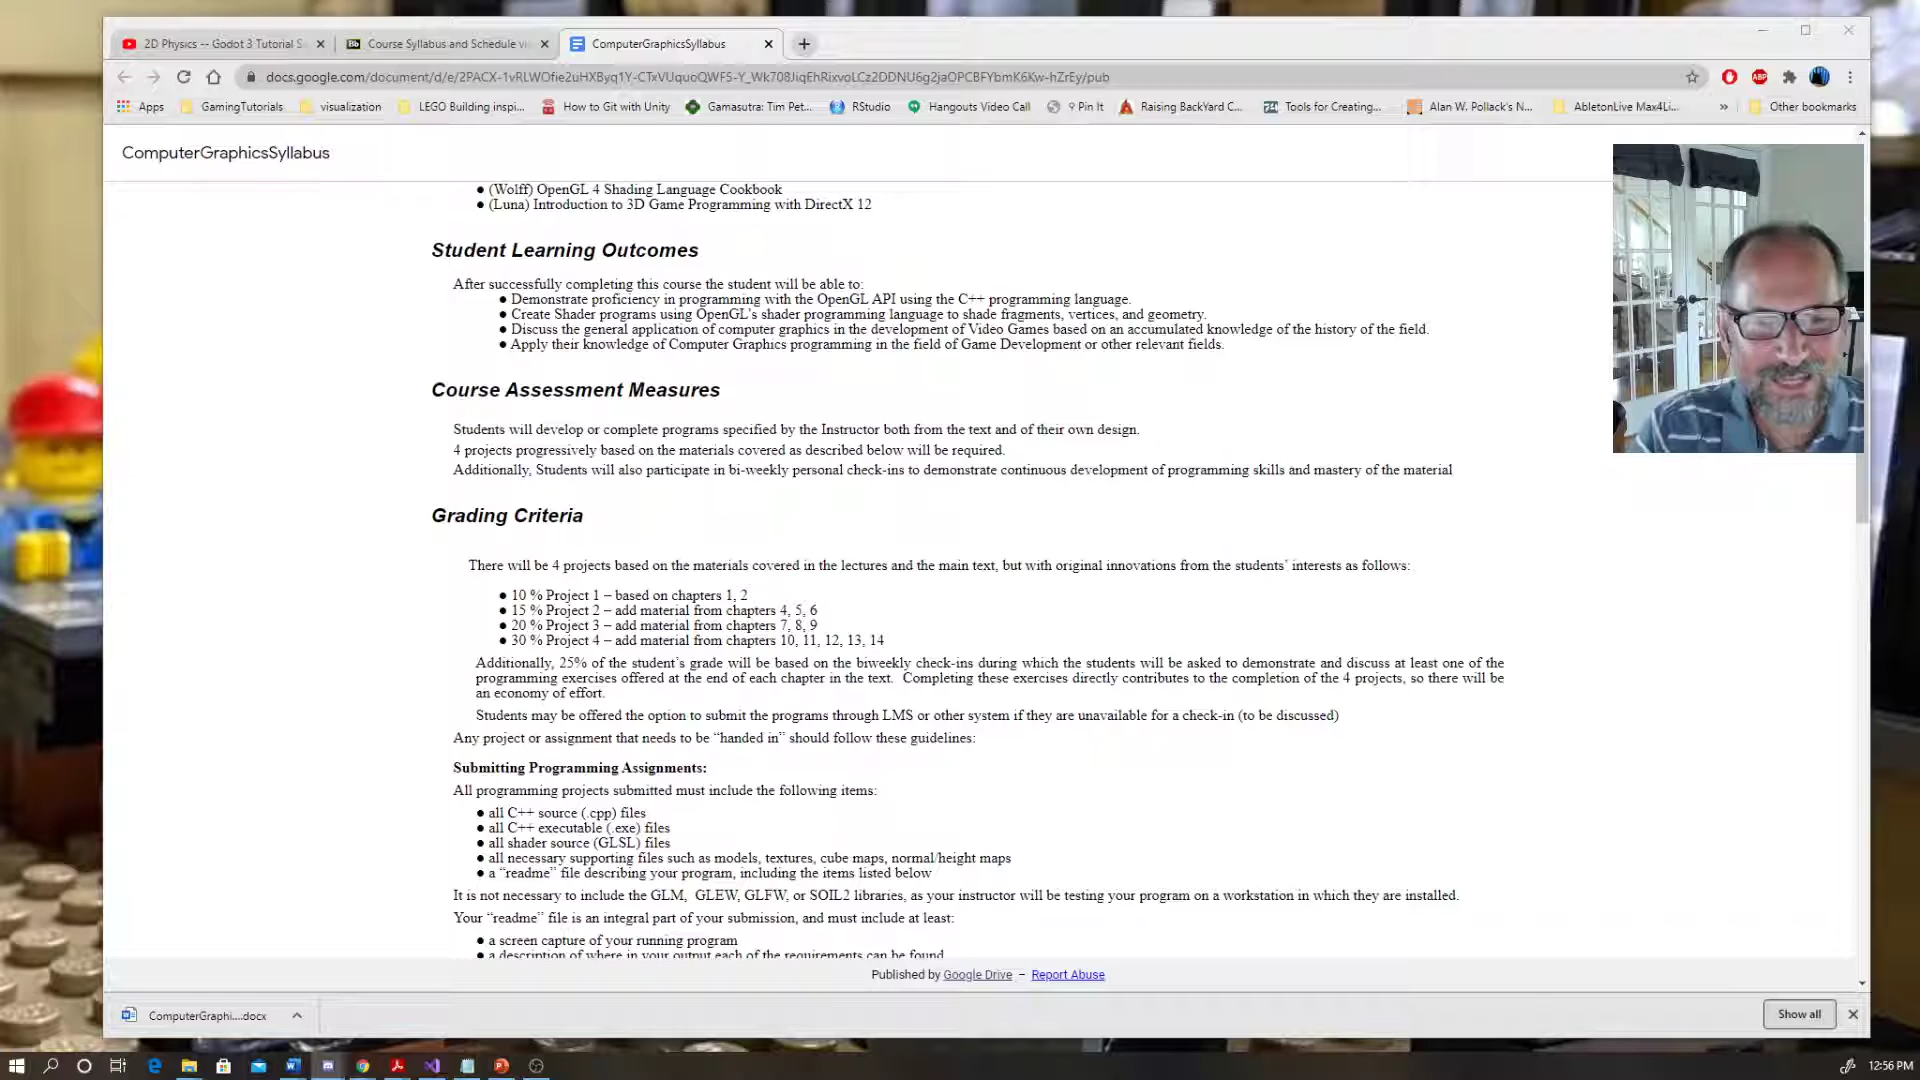 2D Physics -- Godot 3 Tutorial S
Course Syllabus and Schedule vi
ComputerGraphicsSyllabus
docs.google.com/document/d/e/2PACX-1vRLWOfie2uHXByq1Y-CTxVUquoQWF5-Y_Wk708JiqEhRixvoLCz2DDNU6g2jaOPCBFYbmK6Kw-hZrEy/pub
ABP
Apps
GamingTutorials
visualization
LEGO Building inspi...
How to Git with Unity
Gamasutra: Tim Pet...
RStudio
Hangouts Video Call
Pin It
Raising BackYard C...
Tools for Creating...
Alan W. Pollack's N...
AbletonLive Max4Li...
»
Other bookmarks
ComputerGraphicsSyllabus
● (Wolff) OpenGL 4 Shading Language Cookbook
● (Luna) Introduction to 3D Game Programming with DirectX 12
Student Learning Outcomes
After successfully completing this course the student will be able to:
● Demonstrate proficiency in programming with the OpenGL API using the C++ programming language.
● Create Shader programs using OpenGL's shader programming language to shade fragments, vertices, and geometry.
● Discuss the general application of computer graphics in the development of Video Games based on an accumulated knowledge of the history of the field.
● Apply their knowledge of Computer Graphics programming in the field of Game Development or other relevant fields.
Course Assessment Measures
Students will develop or complete programs specified by the Instructor both from the text and of their own design.
4 projects progressively based on the materials covered as described below will be required.
Additionally, Students will also participate in bi-weekly personal check-ins to demonstrate continuous development of programming skills and mastery of the material
Grading Criteria
There will be 4 projects based on the materials covered in the lectures and the main text, but with original innovations from the students' interests as follows:
● 10 % Project 1 – based on chapters 1, 2
● 15 % Project 2 – add material from chapters 4, 5, 6
● 20 % Project 3 – add material from chapters 7, 8, 9
● 30 % Project 4 – add material from chapters 10, 11, 12, 13, 14
Additionally, 25% of the student's grade will be based on the biweekly check-ins during which the students will be asked to demonstrate and discuss at least one of the
programming exercises offered at the end of each chapter in the text. Completing these exercises directly contributes to the completion of the 4 projects, so there will be
an economy of effort.
Students may be offered the option to submit the programs through LMS or other system if they are unavailable for a check-in (to be discussed)
Any project or assignment that needs to be “handed in” should follow these guidelines:
Submitting Programming Assignments:
All programming projects submitted must include the following items:
● all C++ source (.cpp) files
● all C++ executable (.exe) files
● all shader source (GLSL) files
● all necessary supporting files such as models, textures, cube maps, normal/height maps
● a “readme” file describing your program, including the items listed below
It is not necessary to include the GLM, GLEW, GLFW, or SOIL2 libraries, as your instructor will be testing your program on a workstation in which they are installed.
Your “readme” file is an integral part of your submission, and must include at least:
● a screen capture of your running program
● a description of where in your output each of the requirements can be found
Published by Google Drive – Report Abuse
ComputerGraphi....docx
Show all
12:56 PM